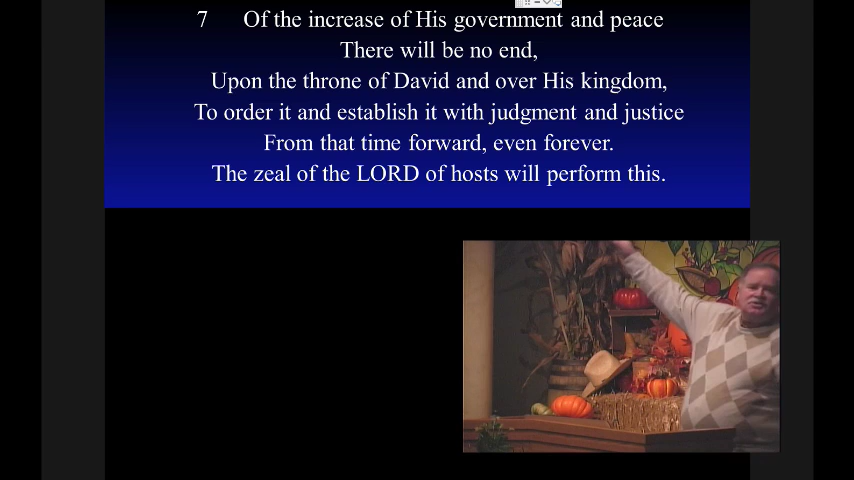 7 Of the increase of His government and peace
There will be no end,
Upon the throne of David and over His kingdom,
To order it and establish it with judgment and justice
From that time forward, even forever.
The zeal of the LORD of hosts will perform this.